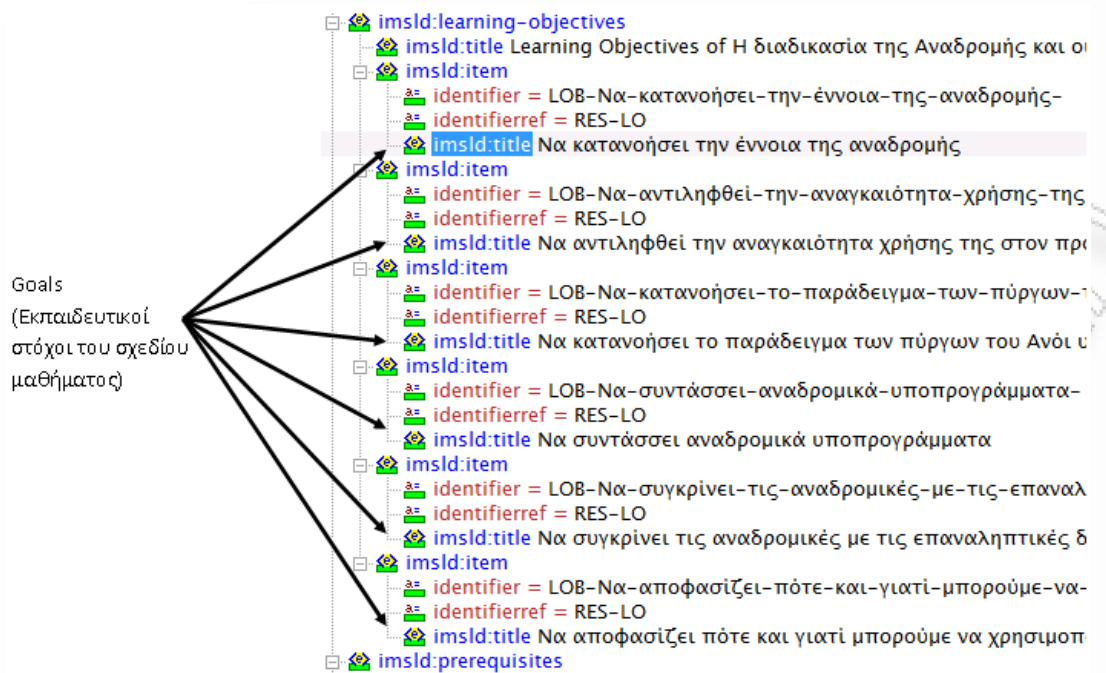 imsld:learning-objectives
imsld:title Learning Objectives of Η διαδικασία της Αναδρομής και
imsld:item
identifier = LOB-Να-κατανοήσει-την-έννοια-της-αναδρομής-
identifierref = RES-LO
imsld:title Να κατανοήσει την έννοια της αναδρομής
imsld:item
identifier = LOB-Να-αντιληφθεί-την-αναγκαιότητα-χρήσης-της
identifierref = RES-LO
imsld:title Να αντιληφθεί την αναγκαιότητα χρήσης της στον
imsld:item
identifier = LOB-Να-κατανοήσει-το-παράδειγμα-των-πύργων-
identifierref = RES-LO
imsld:title Να κατανοήσει το παράδειγμα των πύργων του Ανόι
imsld:item
identifier = LOB-Να-συντάσσει-αναδρομικά-υποπρογράμματα-
identifierref = RES-LO
imsld:title Να συντάσσει αναδρομικά υποπρογράμματα
imsld:item
identifier = LOB-Να-συγκρίνει-τις-αναδρομικές-με-τις-επαναλ
identifierref = RES-LO
imsld:title Να συγκρίνει τις αναδρομικές με τις επαναληπτικές δ
imsld:item
identifier = LOB-Να-αποφασίζει-πότε-και-γιατί-μπορούμε-να-
identifierref = RES-LO
imsld:title Να αποφασίζει πότε και γιατί μπορούμε να χρησιμοπ
imsld:prerequisites
Goals
(Εκπαιδευτικοί
στόχοι του σχεδίου
μαθήματος)